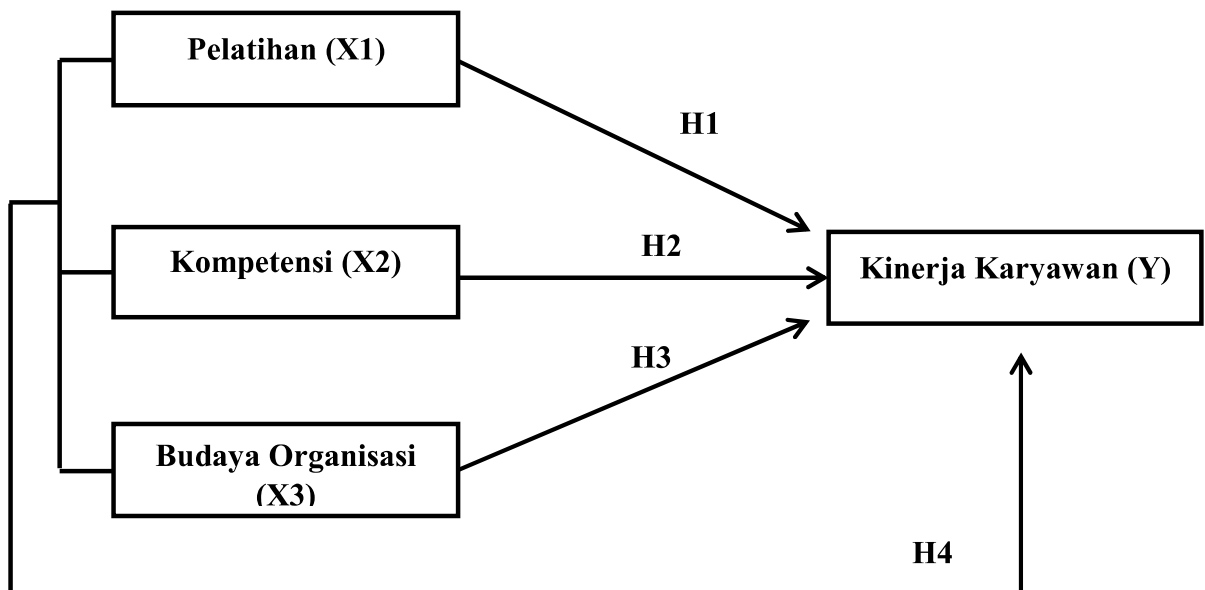 Pelatihan (X1)
H1
Kompetensi (X2)
H2
Kinerja Karyawan (Y)
H3
Budaya Organisasi
(X3)
H4